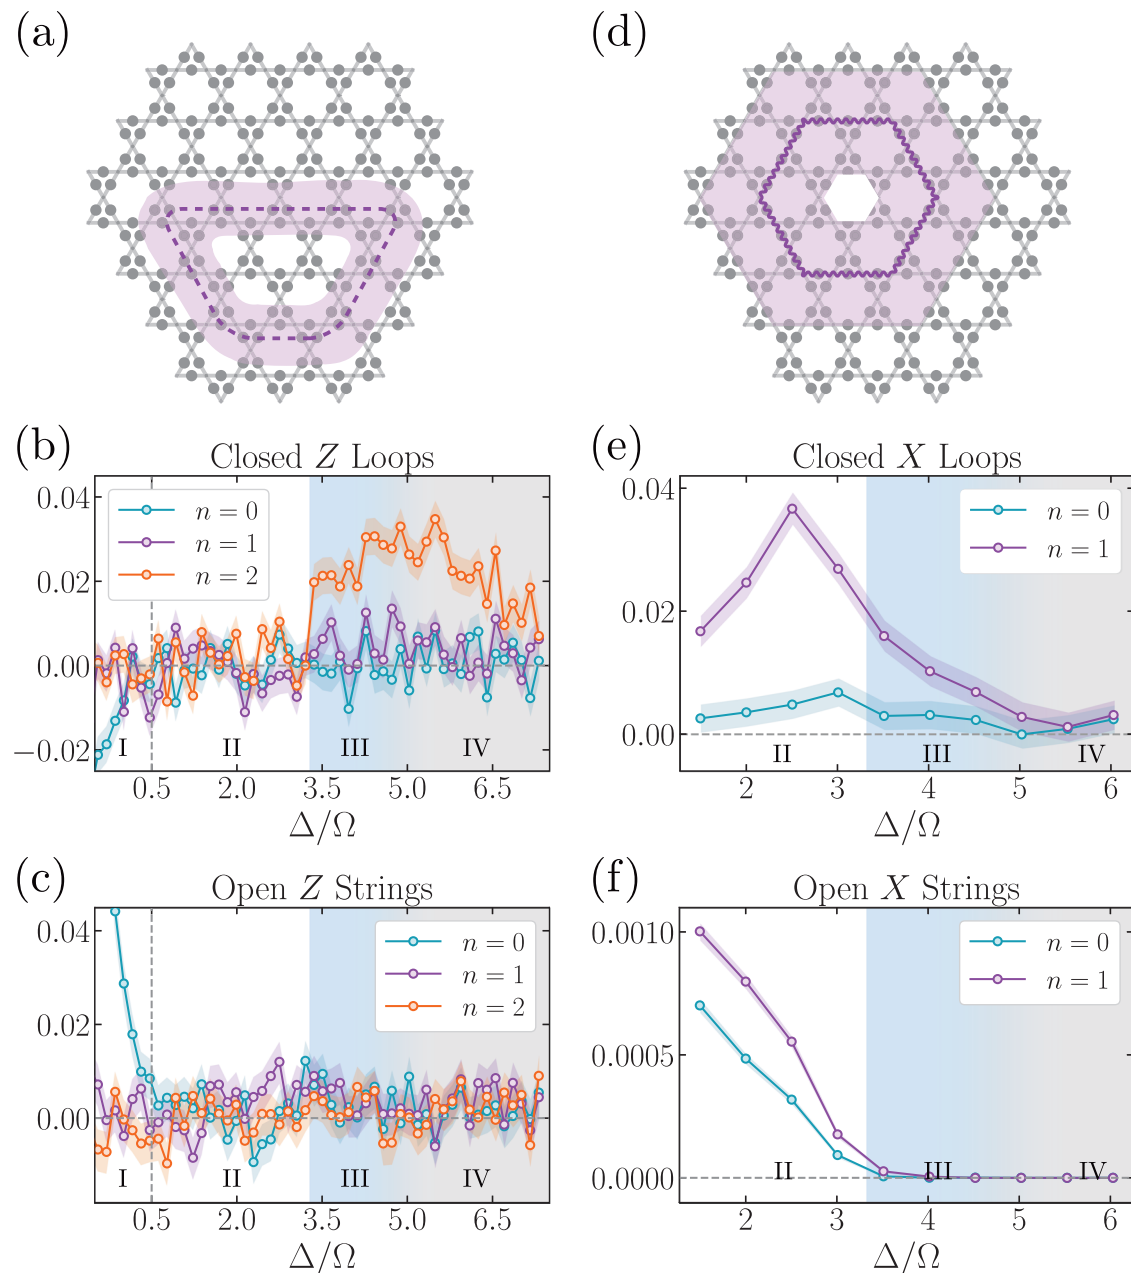 (a)
(d)
(b)
Closed Z Loops
0.04
0.02
0.00
−0.02
n = 0
n = 1
n = 2
I
II
III
IV
0.5
2.0
3.5
5.0
6.5
Δ/Ω
(e)
Closed X Loops
0.04
0.02
0.00
n = 0
n = 1
II
III
IV
2
3
4
5
6
Δ/Ω
(c)
Open Z Strings
0.04
0.02
0.00
n = 0
n = 1
n = 2
I
II
III
IV
0.5
2.0
3.5
5.0
6.5
Δ/Ω
(f)
Open X Strings
0.0010
0.0005
0.0000
n = 0
n = 1
II
III
IV
2
3
4
5
6
Δ/Ω